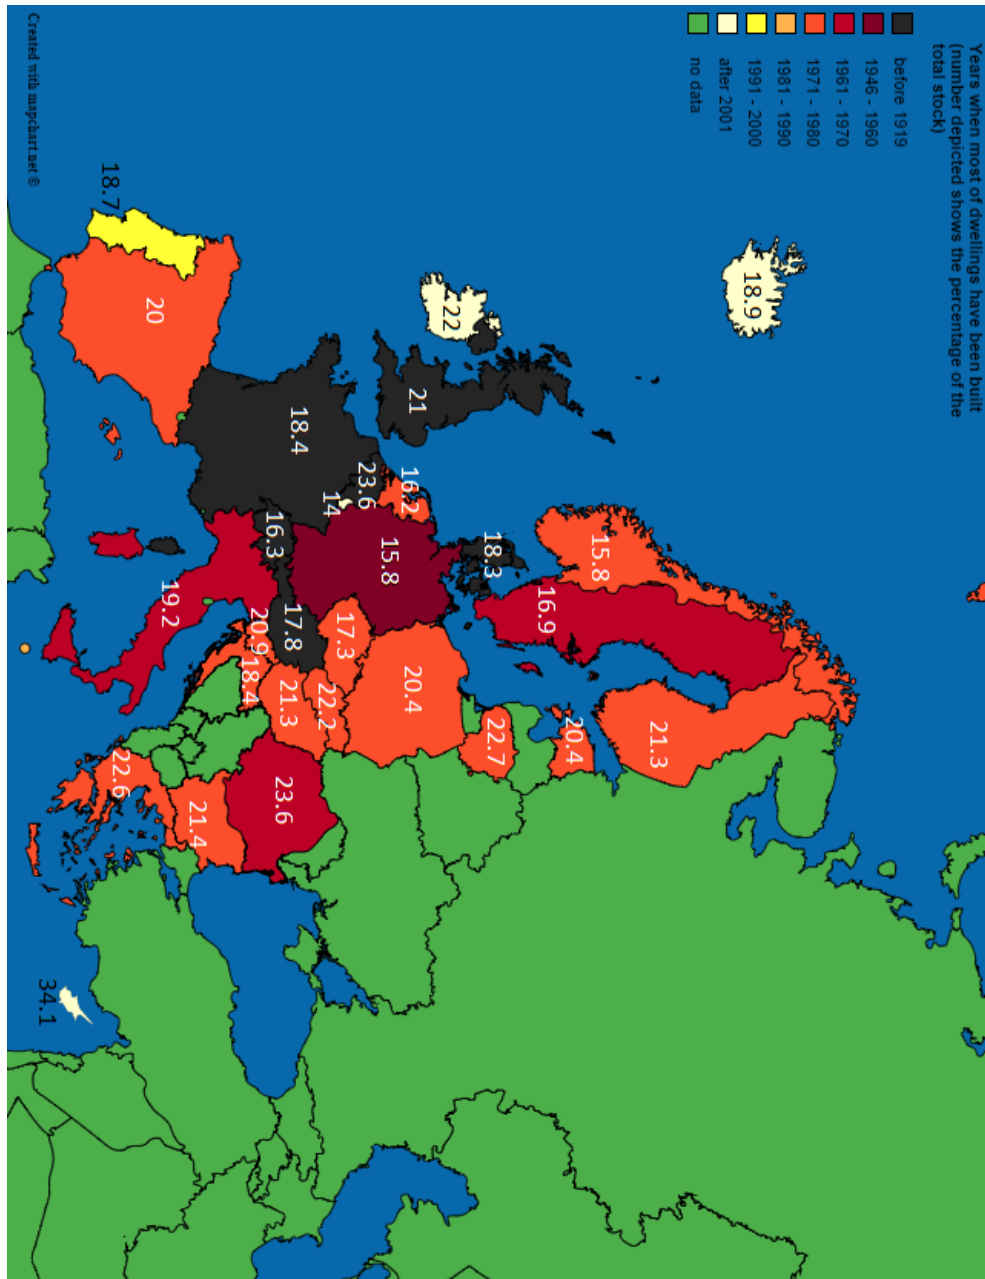 Years when most of dwellings have been built
(number depicted shows the percentage of the
total stock)
before 1919
1946 - 1960
1961 - 1970
1971 - 1980
1981 - 1990
1991 - 2000
after 2001
no data
18.9
22
21
15.8
16.9
21.3
20.4
22.7
18.3
16.2
23.6
14
18.4
15.8
20.4
17.3
22.2
16.3
17.8
21.3
20.9
18.4
23.6
19.2
21.4
22.6
20
18.7
34.1
Created with mapchart.net ®